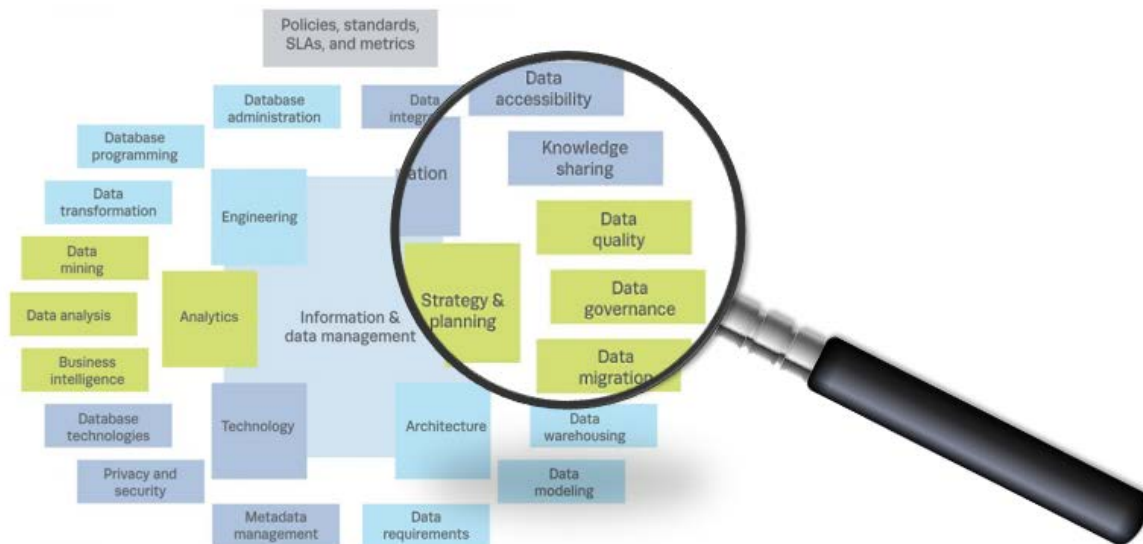 Policies, standards,
SLAs, and metrics
Database
administration
Data
Data
accessibility
Database
programming
Knowledge
sharing
Data
transformation
Engineering
Data
quality
Data
mining
Data
governance
Data analysis
Analytics
Information &
data management
Strategy &
planning
Business
intelligence
Data
migration
Database
technologies
Technology
Architecture
Data
warehousing
Privacy and
security
Data
modeling
Metadata
management
Data
requirements